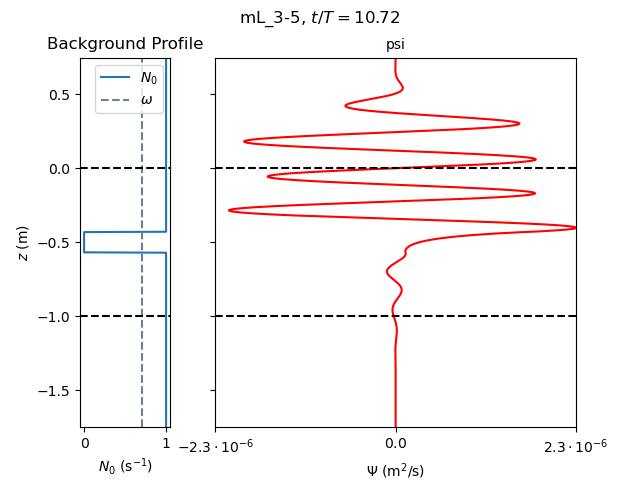 mL_3-5, t/T = 10.72
Background Profile
psi
N₀
ω
0.5
0.0
−0.5
−1.0
−1.5
z (m)
0
1
N₀ (s⁻¹)
−2.3 · 10⁻⁶
0.0
2.3 · 10⁻⁶
Ψ (m²/s)